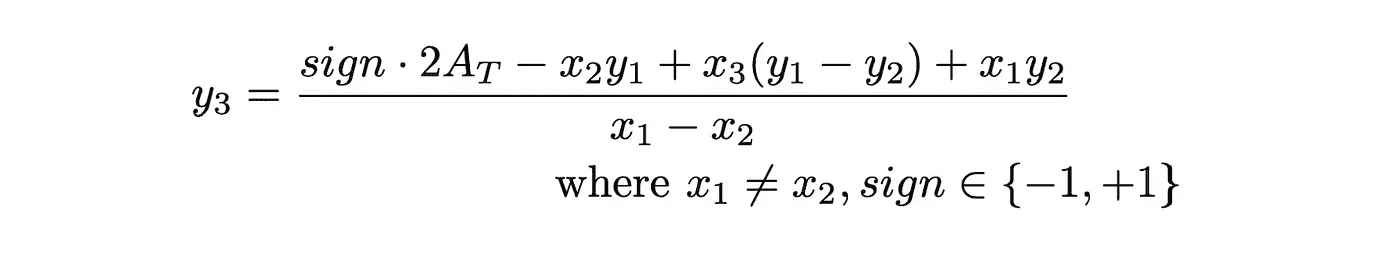 y₃ = (sign · 2A_T − x₂y₁ + x₃(y₁ − y₂) + x₁y₂) / (x₁ − x₂)
where x₁ ≠ x₂, sign ∈ {−1, +1}